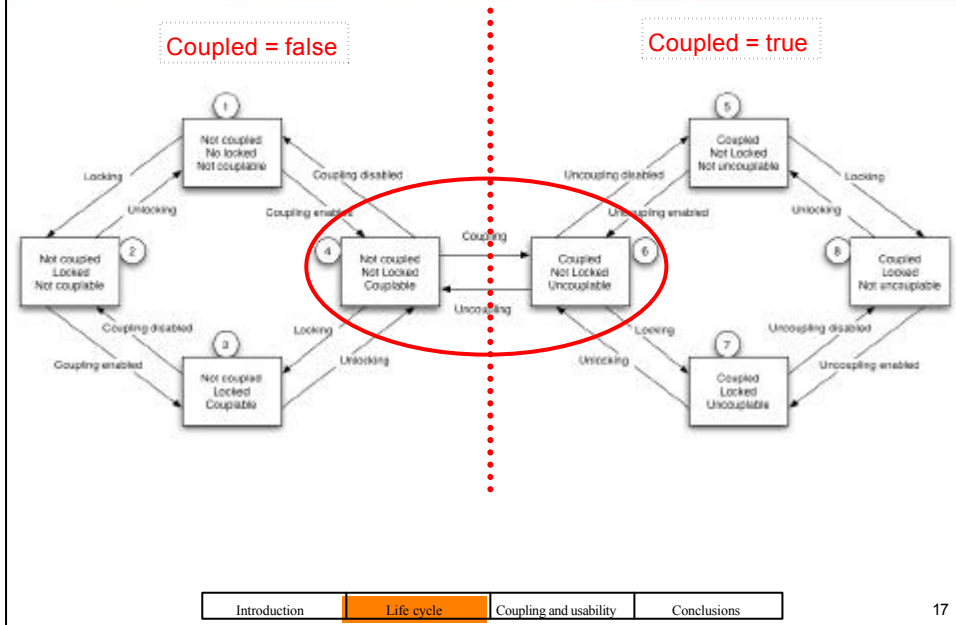 Coupled = false
Coupled = true
1
Not coupled
No locked
Not couplable
Locking
Unlocking
Coupling disabled
Coupling enabled
2
Not coupled
Locked
Not couplable
4
Not coupled
Not Locked
Couplable
Coupling disabled
Coupling enabled
3
Not coupled
Locked
Couplable
Locking
Unlocking
Coupling
Uncoupling
5
Coupled
Not Locked
Not uncouplable
Uncoupling disabled
Uncoupling enabled
Locking
Unlocking
6
Coupled
Not Locked
Uncouplable
8
Coupled
Locked
Not uncouplable
Locking
Unlocking
7
Coupled
Locked
Uncouplable
Uncoupling disabled
Uncoupling enabled
Introduction
Life cycle
Coupling and usability
Conclusions
17